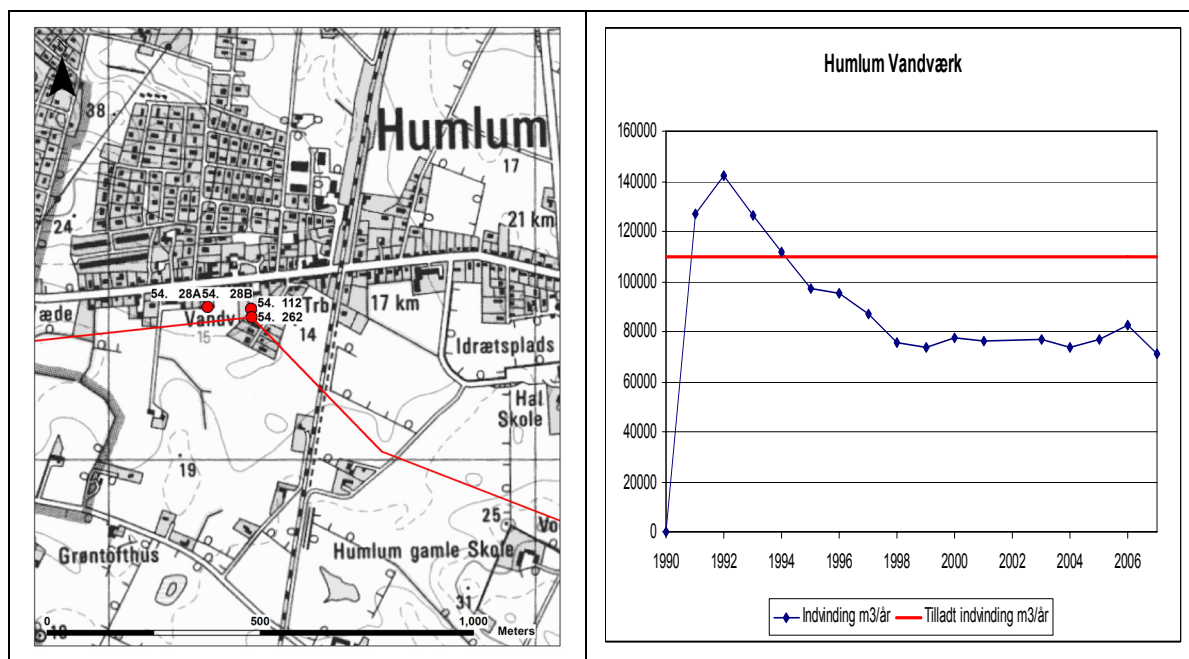 38
Humlum
17
24
21 km
54. 28A54. 28B
54. 112
Trb
17 km
æde
54. 262
Vandv
15
14
Idrætsplads
Hal
Skole
19
25
Vo
Grøntofthus
Humlum gamle Skole
31
0 500 1,000
Meters
Humlum Vandværk
160000
140000
120000
100000
80000
60000
40000
20000
0
1990 1992 1994 1996 1998 2000 2002 2004 2006
Indvinding m3/år Tilladt indvinding m3/år